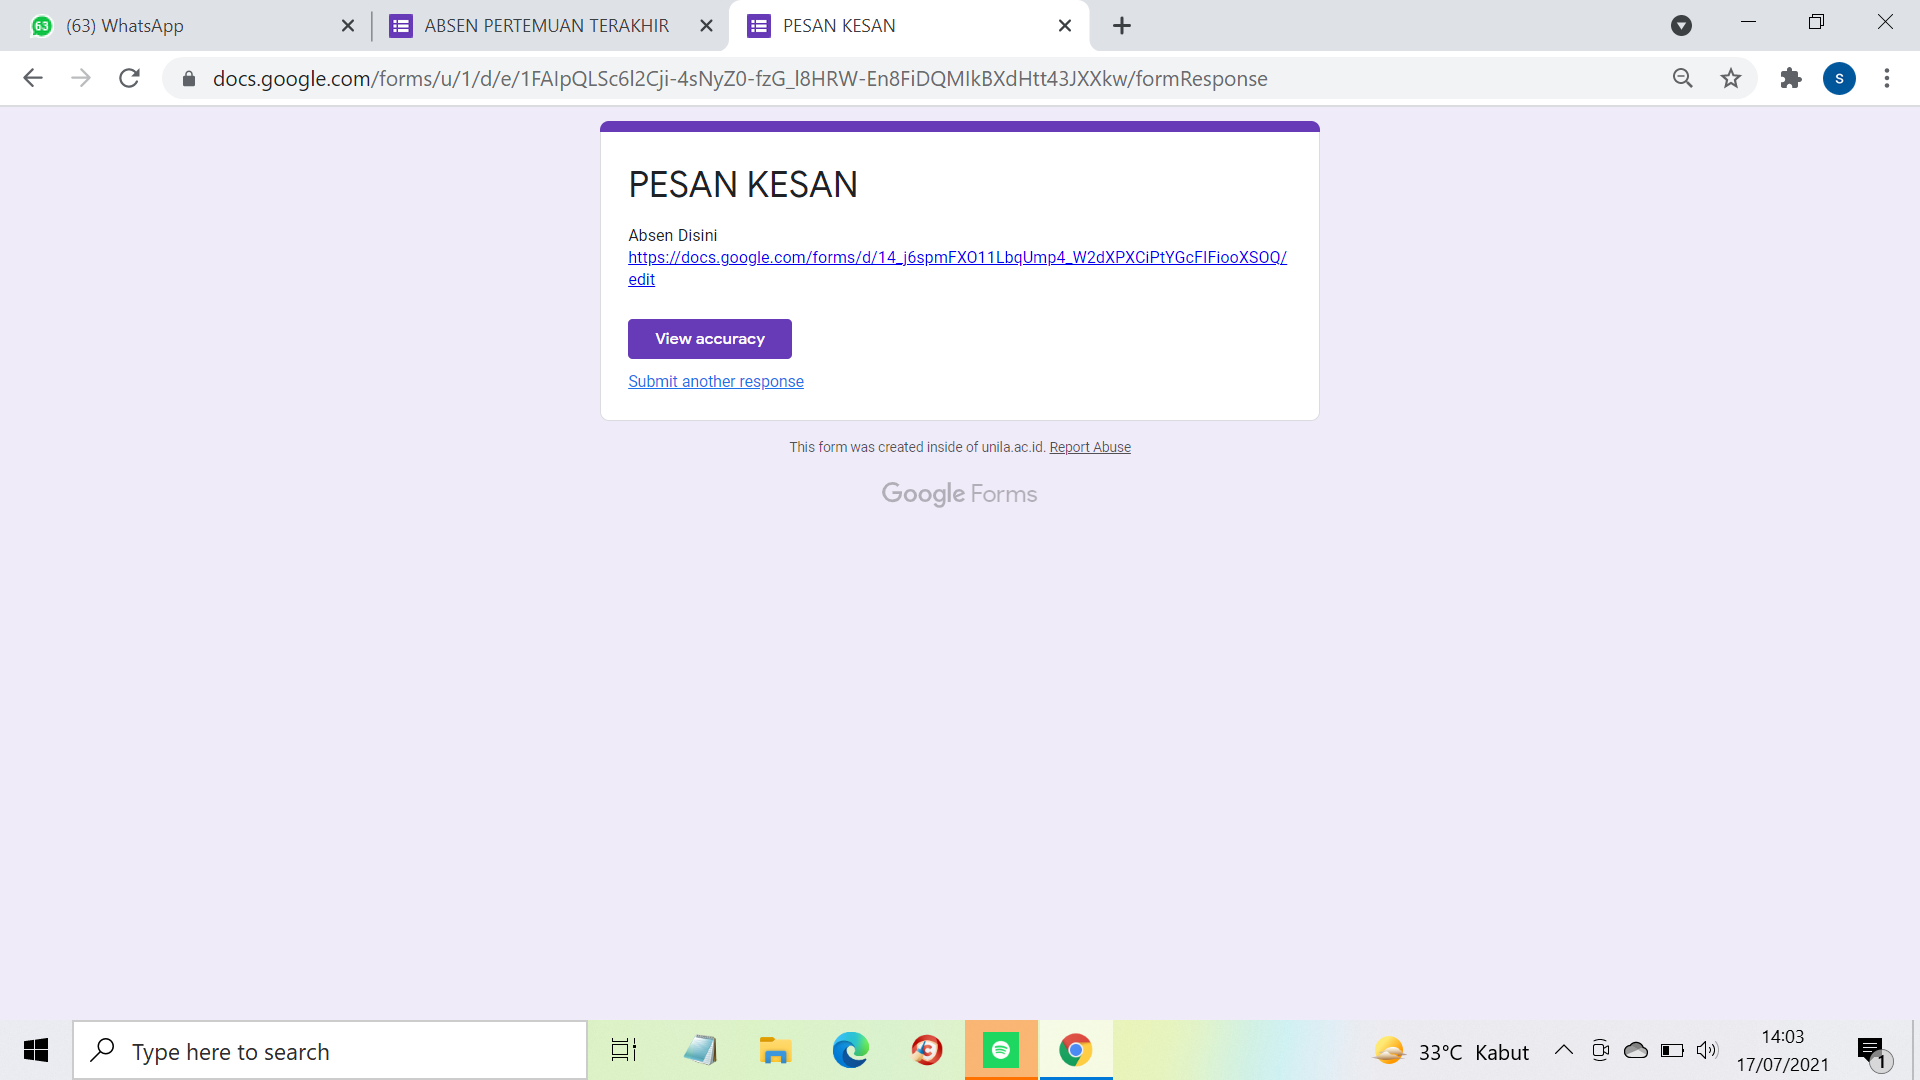 63 (63) WhatsApp
ABSEN PERTEMUAN TERAKHIR
PESAN KESAN
docs.google.com/forms/u/1/d/e/1FAIpQLSc6l2Cji-4sNyZ0-fzG_l8HRW-En8FiDQMIkBXdHtt43JXXkw/formResponse
S
PESAN KESAN
Absen Disini
https://docs.google.com/forms/d/14_j6spmFXO11LbqUmp4_W2dXPXCiPtYGcFIFiooXSOQ/
edit
View accuracy
Submit another response
This form was created inside of unila.ac.id. Report Abuse
Google Forms
Type here to search
33°C Kabut
14:03
17/07/2021
1